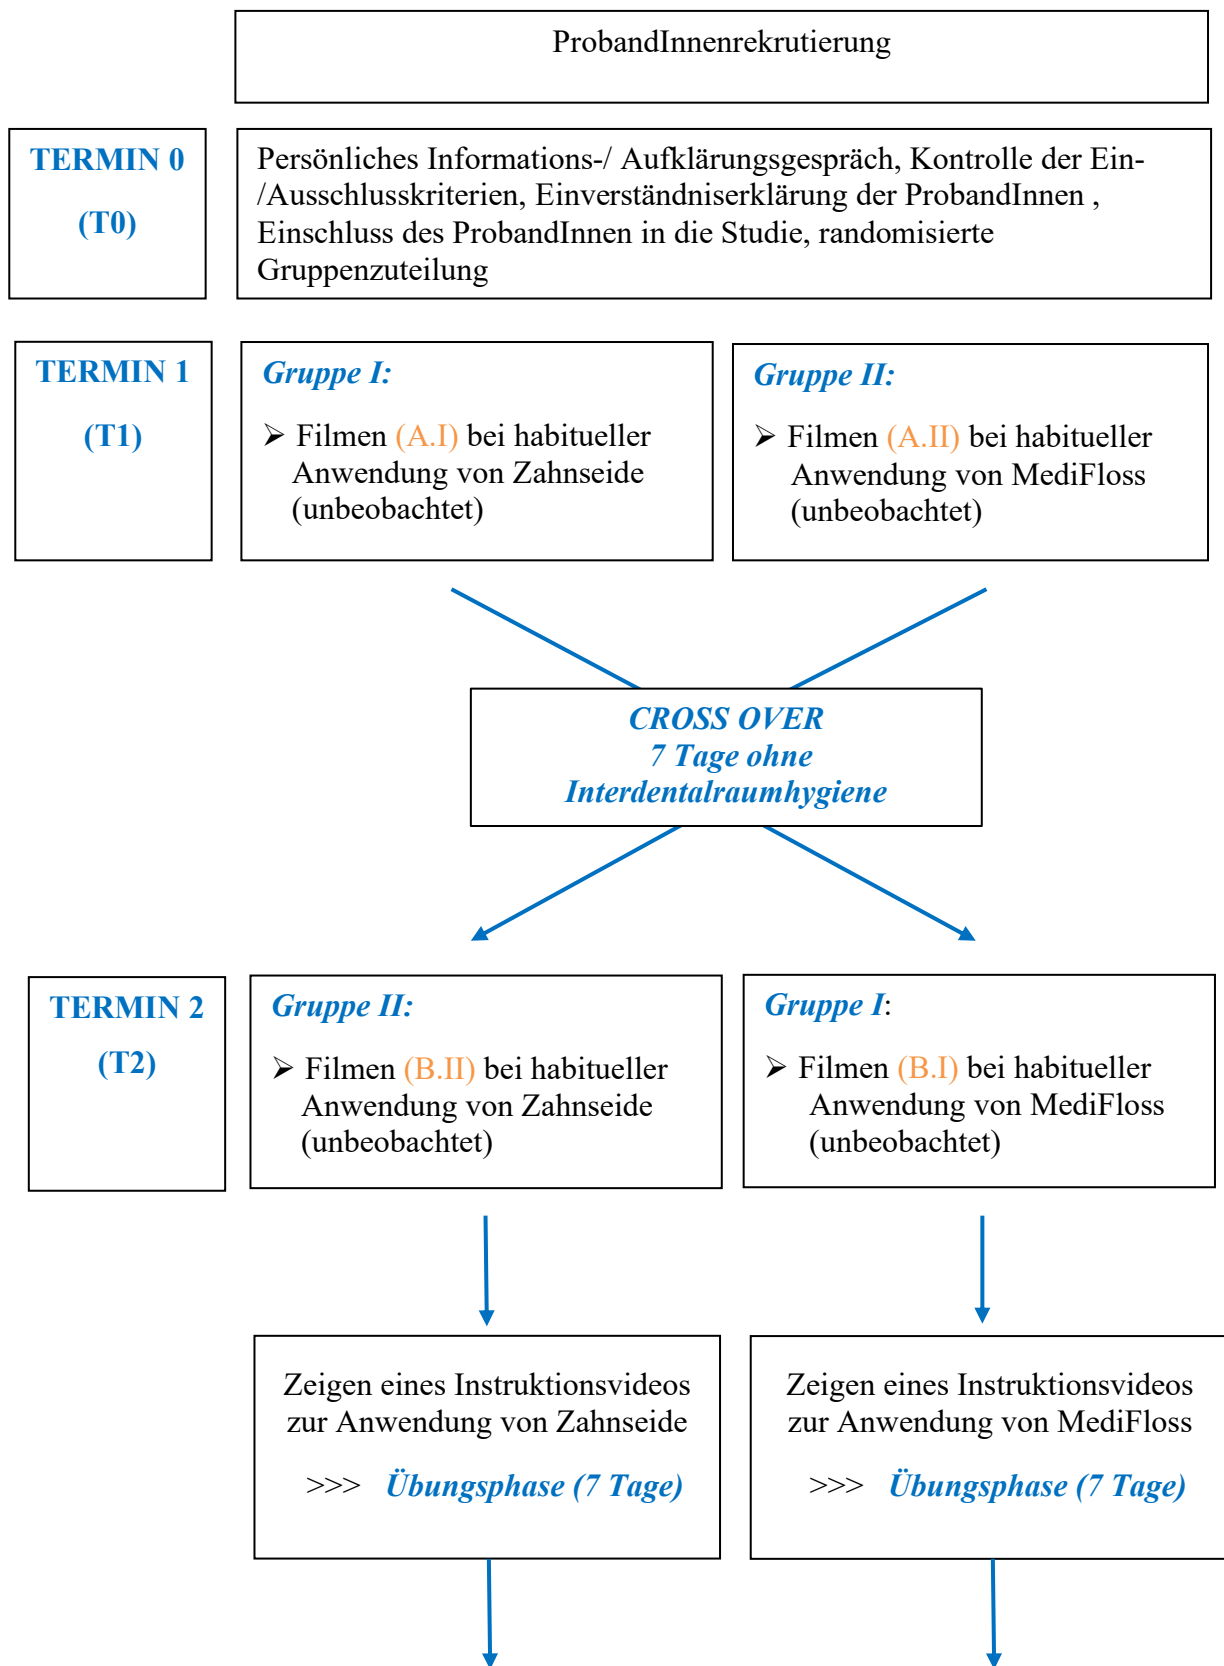 ProbandInnenrekrutierung
TERMIN 0
(T0)
Persönliches Informations-/ Aufklärungsgespräch, Kontrolle der Ein-
/Ausschlusskriterien, Einverständniserklärung der ProbandInnen ,
Einschluss des ProbandInnen in die Studie, randomisierte
Gruppenzuteilung
TERMIN 1
(T1)
Gruppe I:
➢ Filmen (A.I) bei habitueller
Anwendung von Zahnseide
(unbeobachtet)
Gruppe II:
➢ Filmen (A.II) bei habitueller
Anwendung von MediFloss
(unbeobachtet)
CROSS OVER
7 Tage ohne
Interdentalraumhygiene
TERMIN 2
(T2)
Gruppe II:
➢ Filmen (B.II) bei habitueller
Anwendung von Zahnseide
(unbeobachtet)
Gruppe I:
➢ Filmen (B.I) bei habitueller
Anwendung von MediFloss
(unbeobachtet)
Zeigen eines Instruktionsvideos
zur Anwendung von Zahnseide
>>> Übungsphase (7 Tage)
Zeigen eines Instruktionsvideos
zur Anwendung von MediFloss
>>> Übungsphase (7 Tage)